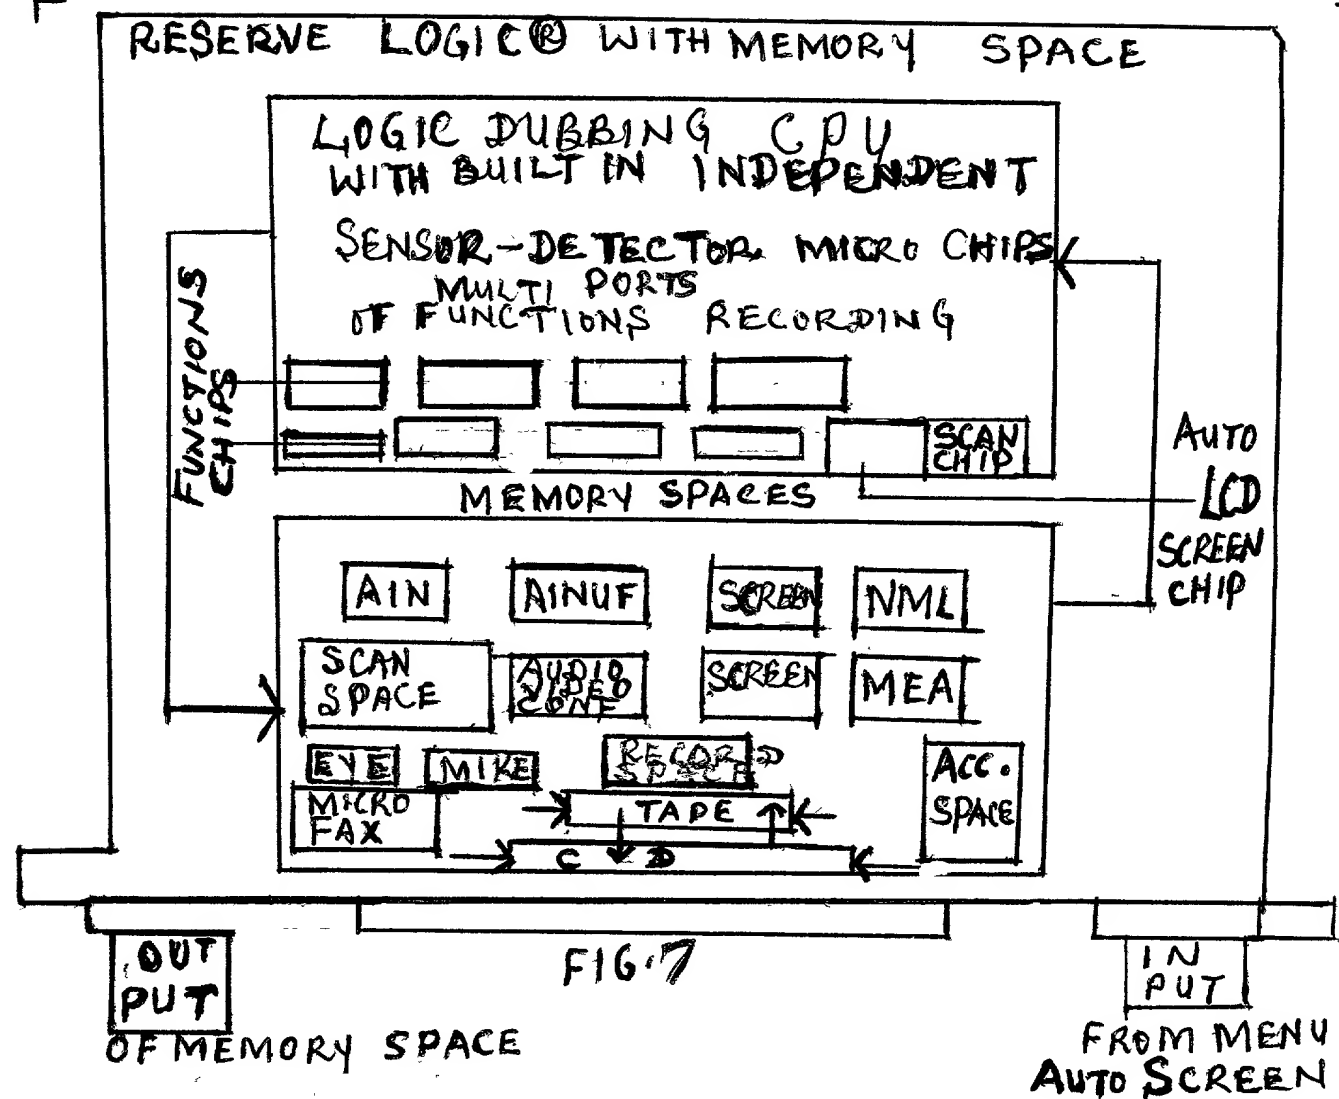 RESERVE LOGIC® WITH MEMORY SPACE
LOGIC DUBBING CPU
WITH BUILT IN INDEPENDENT
SENSOR-DETECTOR MICRO CHIPS
MULTI PORTS
OF FUNCTIONS RECORDING
FUNCTIONS
CHIPS
SCAN
CHIP
AUTO
LCD
SCREEN
CHIP
MEMORY SPACES
AIN
AINUF
SCREEN
NML
SCAN
SPACE
AUDIO
VIDEO
CONF
SCREEN
MEA
EYE
MIKE
RECORD
SPACE
ACC.
SPACE
MICRO
FAX
TAPE
CD
OUT
PUT
OF MEMORY SPACE
FIG.7
IN
PUT
FROM MENU
AUTO SCREEN